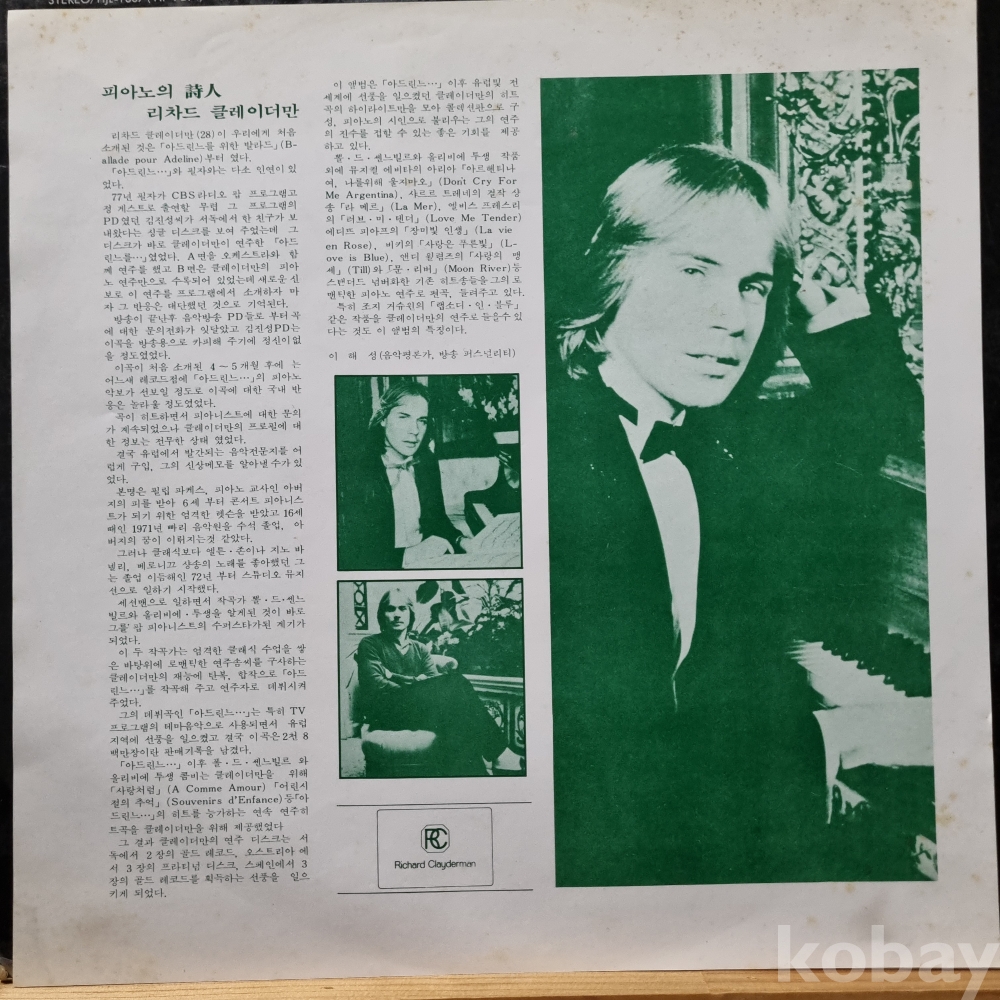 피아노의 詩人
리차드 클레이더만
리차드 클레이더만(28)이 우리에게 처음
소개된 것은「아드린느를 위한 발라드」(B-
allade pour Adeline)부터 였다.
「아드린느…」와 필자와는 다소 인연이 있
었다.
77년 필자가 CBS라디오 팝 프로그램고
정 게스트로 출연할 무렵 그 프로그램의
PD였던 김진성씨가 서독에서 한 친구가 보
내왔다는 싱글 디스크를 보여 주었는데 그
디스크가 바로 클레이더만이 연주한 「아드
린느를…」였었다. A면을 오케스트라와 함
께 연주를 했고 B면은 클레이더만의 피아
노 연주만으로 수록되어 있었는데 새로운 신
보로 이 연주를 프로그램에서 소개하자 마
자 그 반응은 대단했던 것으로 기억된다.
방송이 끝난후 음악방송 PD들로 부터 곡
에 대한 문의전화가 잇달았고 김진성PD는
이곡을 방송용으로 카피해 주기에 정신이없
을 정도였었다.
이곡이 처음 소개된 4～5개월 후에 는
어느새 레코드점에「아드린느…」의 피아노
악보가 선보일 정도로 이곡에 대한 국내 반
응은 놀라울 정도였었다.
곡이 히트하면서 피아니스트에 대한 문의
가 계속되었으나 클레이더만의 프로필에 대
한 정보는 전무한 상태 였었다.
결국 유럽에서 발간되는 음악전문지를 어
렵게 구입, 그의 신상메모를 알아낸 수가 있
었다.
본명은 필립 파케스, 피아노 교사인 아버
지의 피를 받아 6세 부터 콘서트 피아니스
트가 되기 위한 엄격한 렛슨을 받았고 16세
때인 1971년 빠리 음악원을 수석 졸업, 아
버지의 꿈이 이뤄지는것 같았다.
그러나 클래식보다 엘튼·죤이나 지노 바
넬리, 베로니끄 상송의 노래를 좋아했던 그
는 졸업 이듬해인 72년 부터 스튜디오 뮤지
션으로 일하기 시작했다.
세션맨으로 일하면서 작곡가 뽈·드·쎈느
빌르와 올리비에·투쌩을 알게된 것이 바로
그를 팝 피아니스트의 수퍼스타가된 계기가
되었다.
이 두 작곡가는 엄격한 클래식 수업을 쌓
은 바탕위에 로맨틱한 연주솜씨를 구사하는
클레이더만의 재능에 탄복, 합작으로「아드
린느…」를 작곡해 주고 연주자로 데뷔시켜
주었다.
그의 데뷔곡인「아드린느…」는 특히 TV
프로그램의 테마음악으로 사용되면서 유럽
지역에 선풍을 일으켰고 결국 이곡은 2천 8
백만장이란 판매기록을 남겼다.
「아드린느…」이후 폴·드·쎈느빌르 와
올리비에 투쌩 콤비는 클레이더만을 위해
「사랑처럼」(A Comme Amour)「어린시
절의 추억」(Souvenirs d'Enfance)등「아
드린느…」의 히트를 능가하는 연속 연주히
트곡을 클레이더만을 위해 제공했었다
그 결과 클레이더만의 연주 디스크는 서
독에서 2장의 골드 레코드, 오스트리아 에
서 3장의 프라티넘 디스크, 스페인에서 3
장의 골드 레코드를 획득하는 선풍을 일으
키게 되었다.
이 앨범은「아드린느…」이후 유럽및 전
세계에 선풍을 일으켰던 클레이더만의 히트
곡의 하이라이트만을 모아 콜렉션판으로 구
성, 피아노의 시인으로 불리우는 그의 연주
의 진수를 접할 수 있는 좋은 기회를 제공
하고 있다.
뽈·드·쎈느빌르와 올리비에 투쌩 작품
외에 뮤지컬 에비타의 아리아「아르헨티나
여, 나를위해 울지마오」(Don't Cry For
Me Argentina), 샤르르 트레네의 걸작 샹
송「라 메르」(La Mer), 엘비스 프레스리
의「러브·미·텐더」(Love Me Tender)
에디트 피아프의「장미빛 인생」(La vie
en Rose), 비키의「사랑은 푸른빛」(L-
ove is Blue), 앤디 윌렴즈의「사랑의 맹
세」(Till)와「문·리버」(Moon River)등
스탠더드 넘버화한 기존 히트송들을 그의 로
맨틱한 피아노 연주로 편곡, 들려주고 있다.
특히 죠지 거슈윈의「랩소디·인·블루」
같은 작품을 클레이더만의 연주로 들을수 있
다는 것도 이 앨범의 특징이다.
이 해 성(음악평론가, 방송 퍼스널리티)
RC
Richard Clayderman
kobay